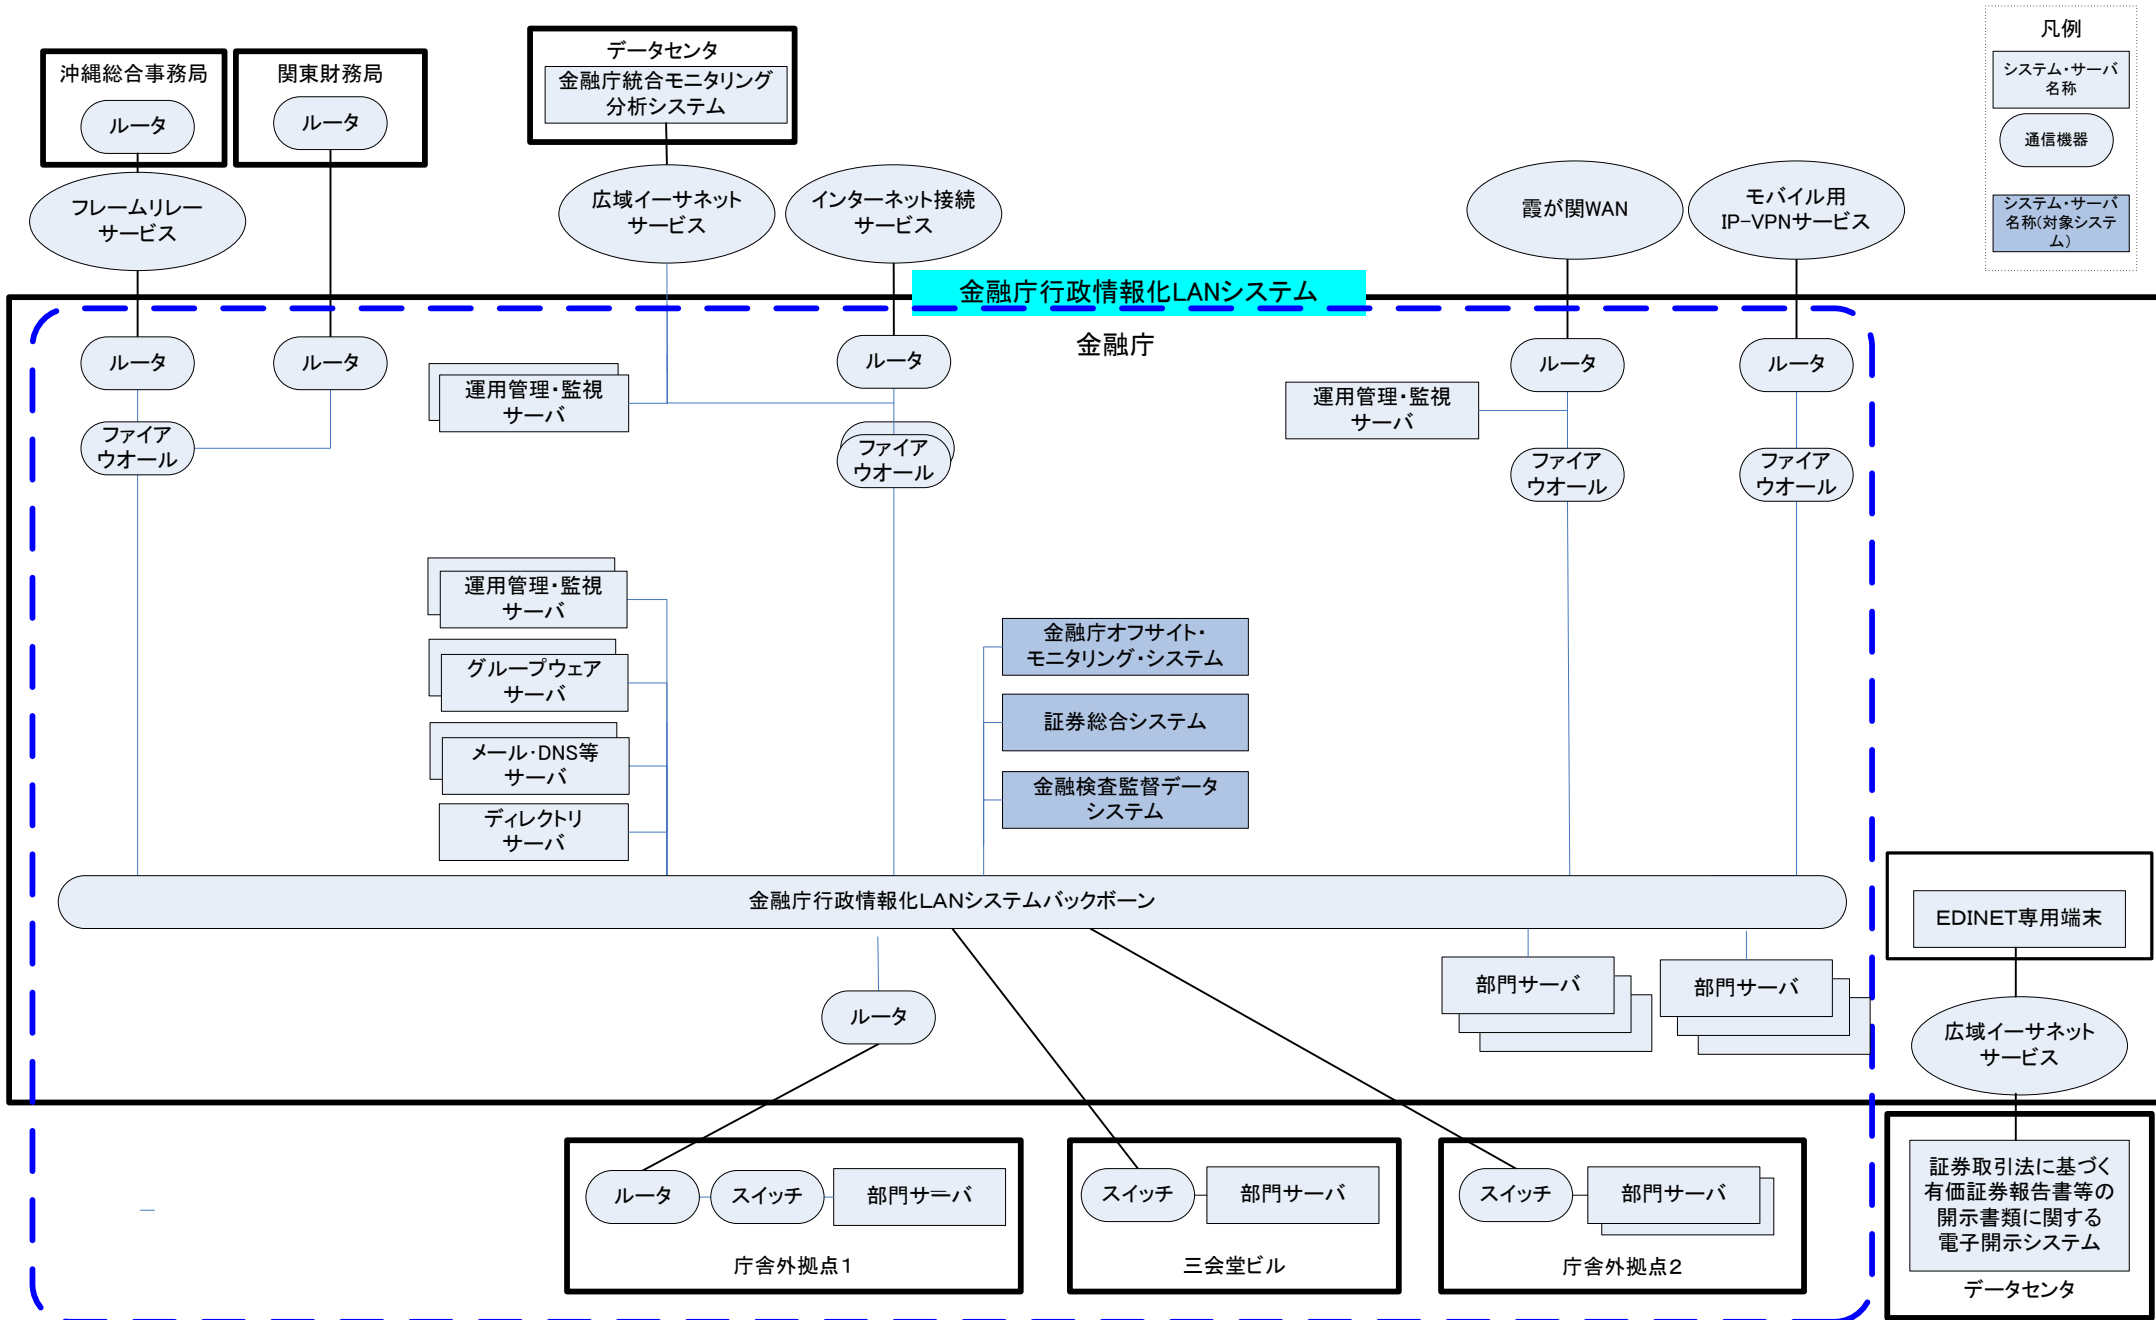 凡例
システム・サーバ
名称
通信機器
システム・サーバ
名称(対象システ
ム)
沖縄総合事務局
ルータ
関東財務局
ルータ
データセンタ
金融庁統合モニタリング
分析システム
フレームリレー
サービス
広域イーサネット
サービス
インターネット接続
サービス
霞が関WAN
モバイル用
IP-VPNサービス
金融庁行政情報化LANシステム
金融庁
ルータ
ルータ
ルータ
ルータ
ルータ
運用管理・監視
サーバ
運用管理・監視
サーバ
ファイア
ウオール
ファイア
ウオール
ファイア
ウオール
ファイア
ウオール
運用管理・監視
サーバ
グループウェア
サーバ
メール・DNS等
サーバ
ディレクトリ
サーバ
金融庁オフサイト・
モニタリング・システム
証券総合システム
金融検査監督データ
システム
金融庁行政情報化LANシステムバックボーン
EDINET専用端末
ルータ
部門サーバ
部門サーバ
広域イーサネット
サービス
ルータ
スイッチ
部門サーバ
庁舎外拠点1
スイッチ
部門サーバ
三会堂ビル
スイッチ
部門サーバ
庁舎外拠点2
証券取引法に基づく
有価証券報告書等の
開示書類に関する
電子開示システム
データセンタ